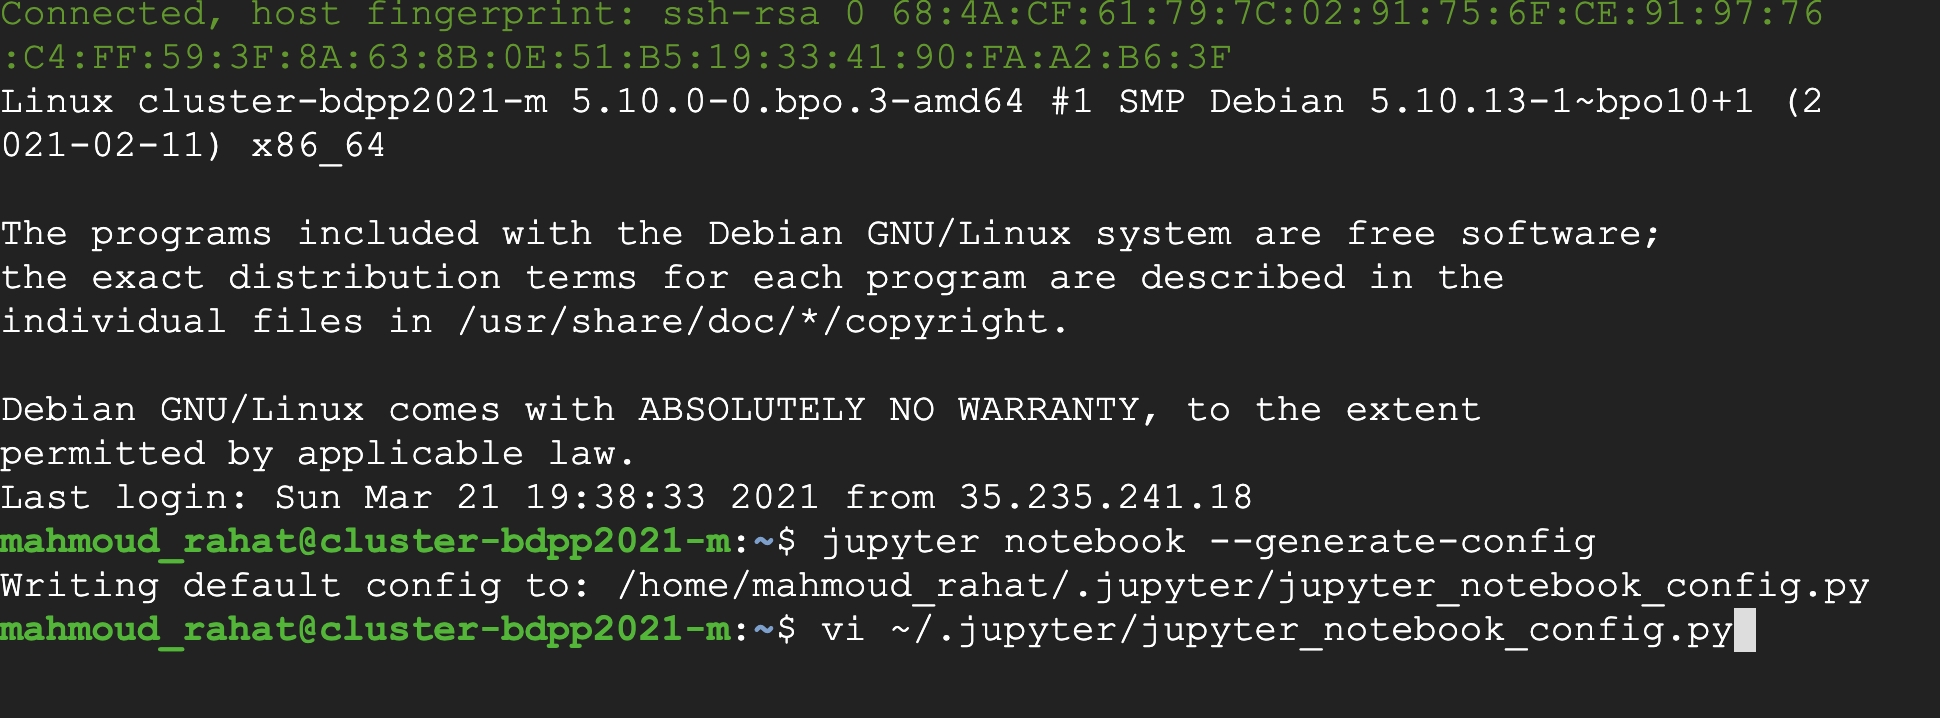 Connected, host fingerprint: ssh-rsa 0 68:4A:CF:61:79:7C:02:91:75:6F:CE:91:97:76
:C4:FF:59:3F:8A:63:8B:0E:51:B5:19:33:41:90:FA:A2:B6:3F
Linux cluster-bdpp2021-m 5.10.0-0.bpo.3-amd64 #1 SMP Debian 5.10.13-1~bpo10+1 (2
021-02-11) x86_64
The programs included with the Debian GNU/Linux system are free software;
the exact distribution terms for each program are described in the
individual files in /usr/share/doc/*/copyright.
Debian GNU/Linux comes with ABSOLUTELY NO WARRANTY, to the extent
permitted by applicable law.
Last login: Sun Mar 21 19:38:33 2021 from 35.235.241.18
mahmoud_rahat@cluster-bdpp2021-m:~$ jupyter notebook --generate-config
Writing default config to: /home/mahmoud_rahat/.jupyter/jupyter_notebook_config.py
mahmoud_rahat@cluster-bdpp2021-m:~$ vi ~/.jupyter/jupyter_notebook_config.py